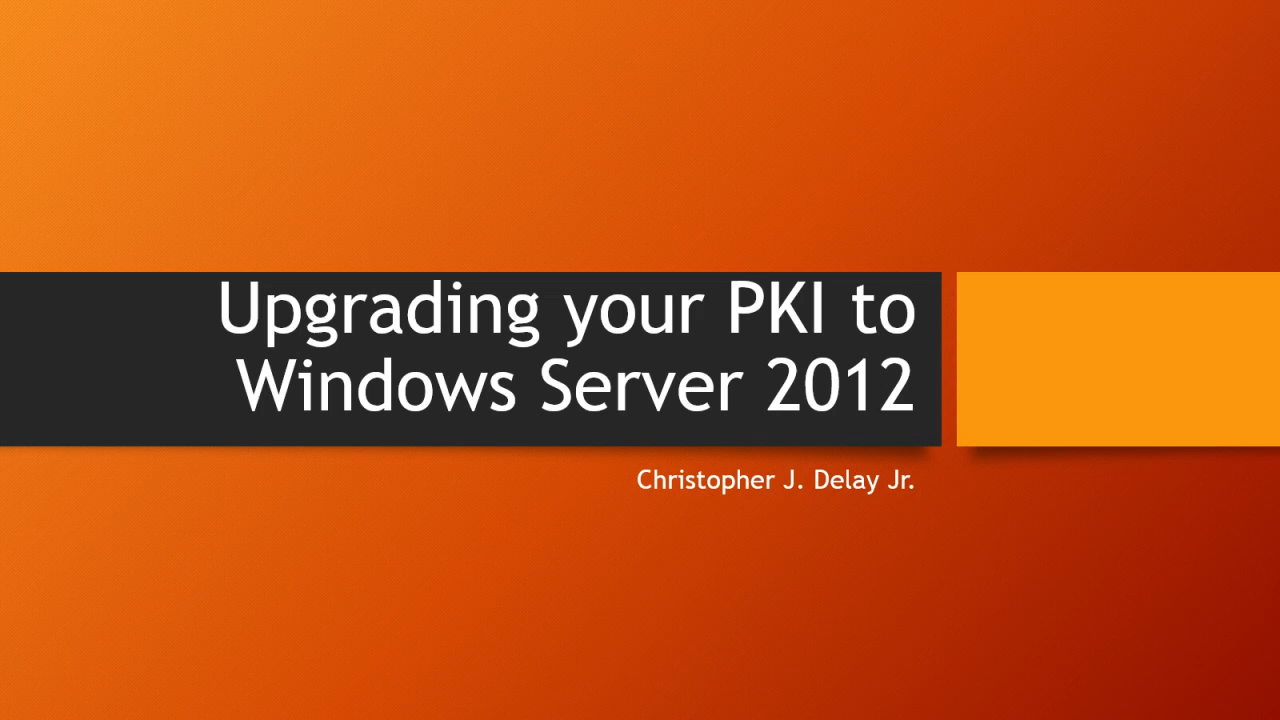 Upgrading your PKI to
Windows Server 2012
Christopher J. Delay Jr.